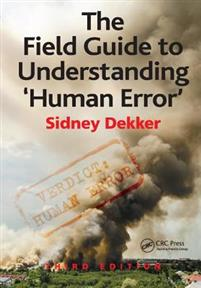 The
Field Guide to
Understanding
‘Human Error’
Sidney Dekker
VERDICT:
HUMAN ERROR
CRC Press
THIRD EDITION